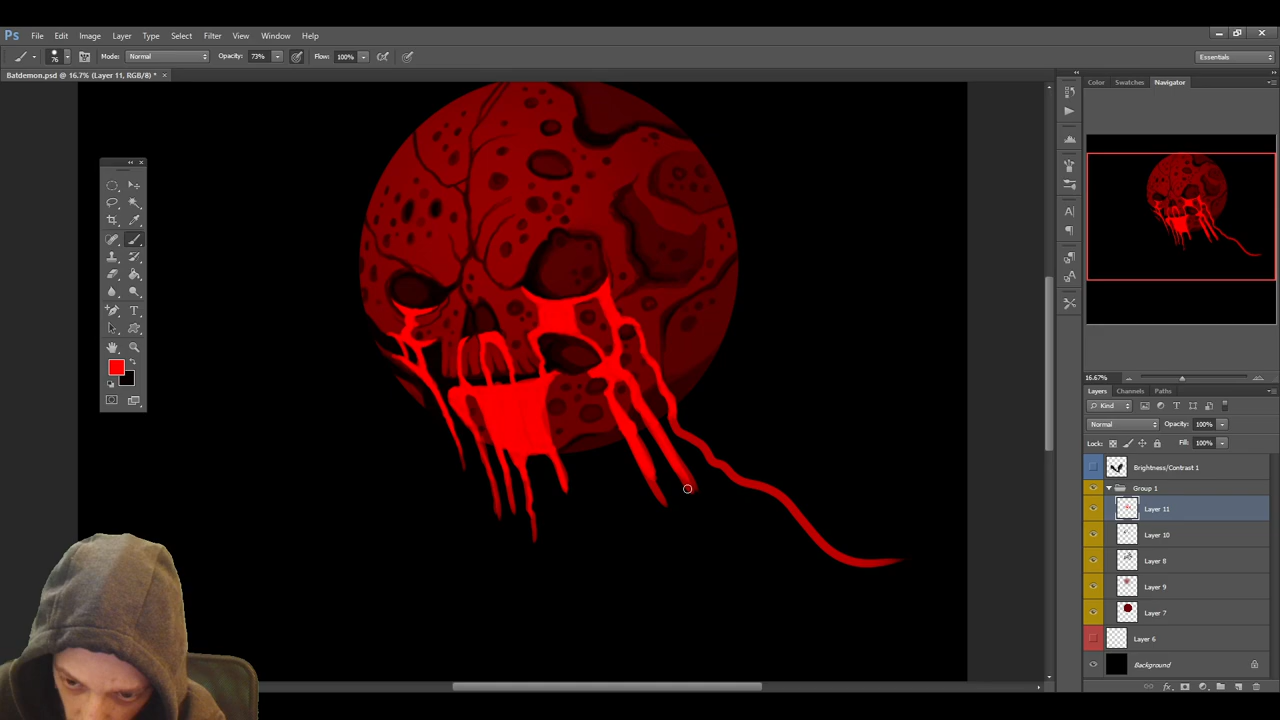 Ps File Edit Image Layer Type Select Filter View Window Help
76 Mode: Normal Opacity: 73% Flow: 100% Essentials
Batdemon.psd @ 16.7% (Layer 11, RGB/8) * ×
Color Swatches Navigator
16.67%
Layers Channels Paths
Kind
Normal Opacity: 100%
Lock: Fill: 100%
Brightness/Contrast 1
Group 1
Layer 11
Layer 10
Layer 8
Layer 9
Layer 7
Layer 6
Background